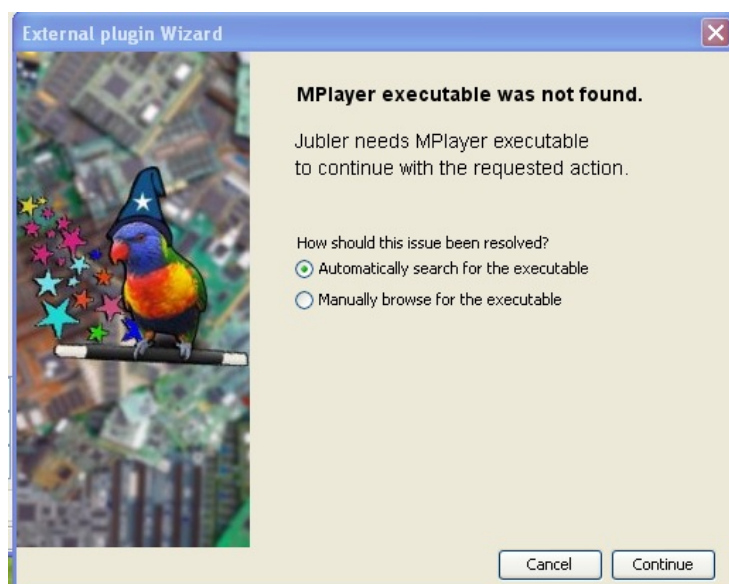 External plugin Wizard
MPlayer executable was not found.
Jubler needs MPlayer executable
to continue with the requested action.
How should this issue been resolved?
Automatically search for the executable
Manually browse for the executable
Cancel
Continue